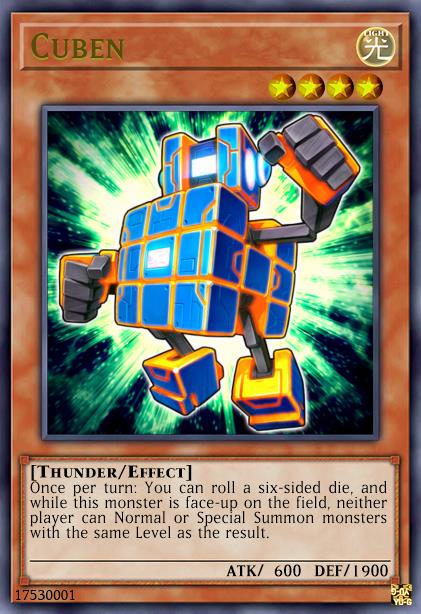 CUBEN
LIGHT
光
[THUNDER/EFFECT]
Once per turn: You can roll a six-sided die, and
while this monster is face-up on the field, neither
player can Normal or Special Summon monsters
with the same Level as the result.
ATK/ 600 DEF/1900
17530001